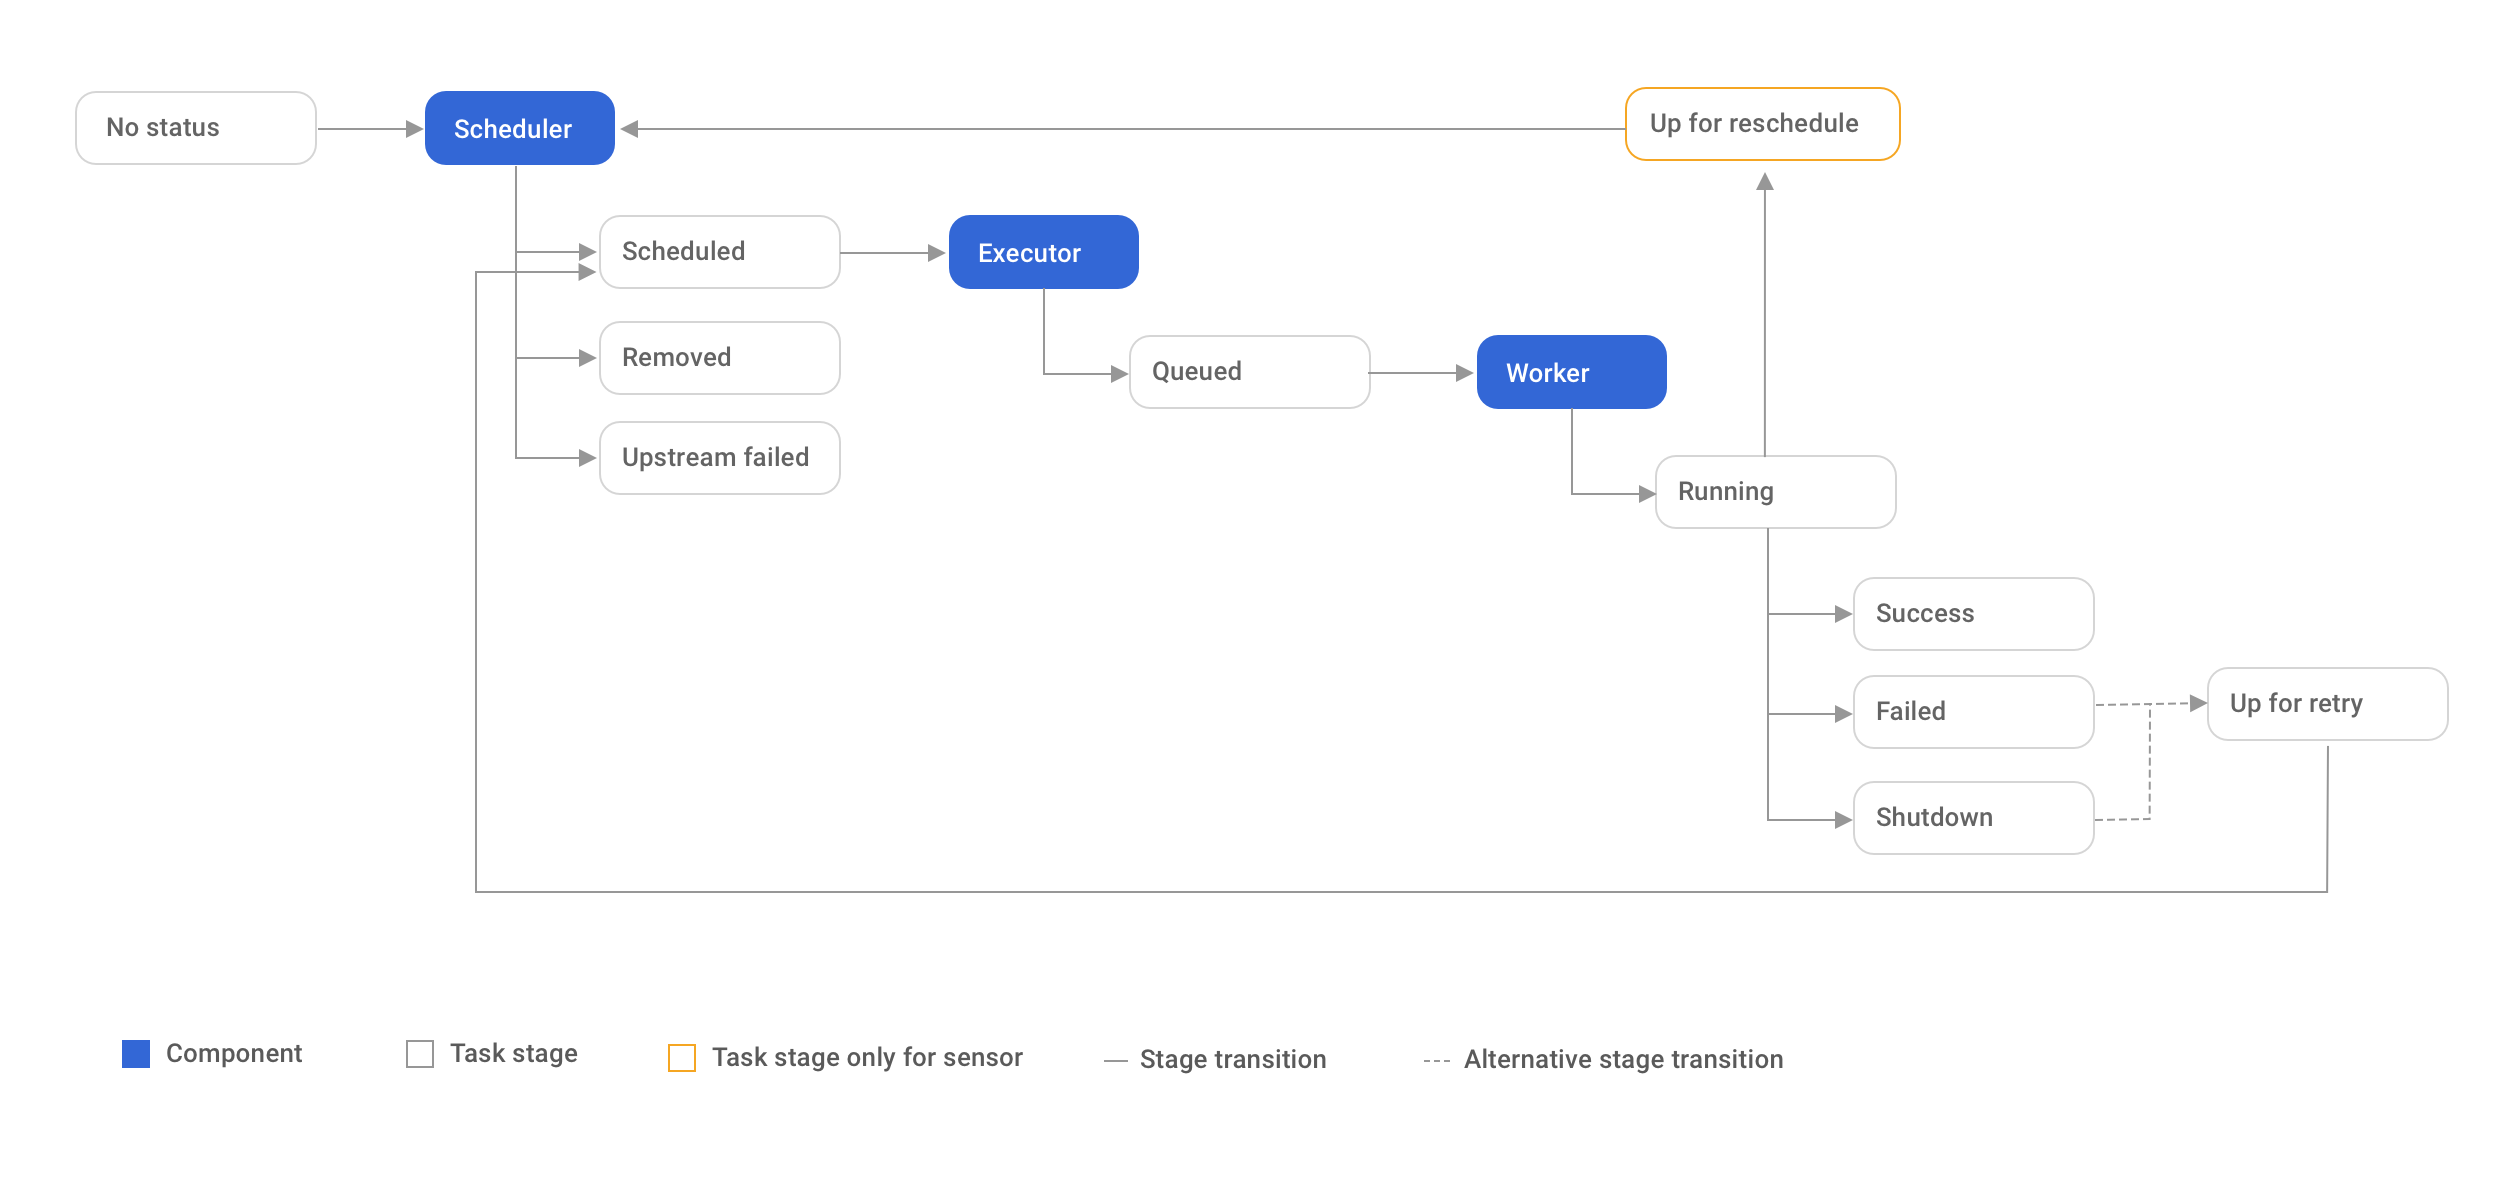 No status
Scheduler
Up for reschedule
Scheduled
Executor
Removed
Queued
Worker
Upstream failed
Running
Success
Failed
Up for retry
Shutdown
Component
Task stage
Task stage only for sensor
Stage transition
Alternative stage transition